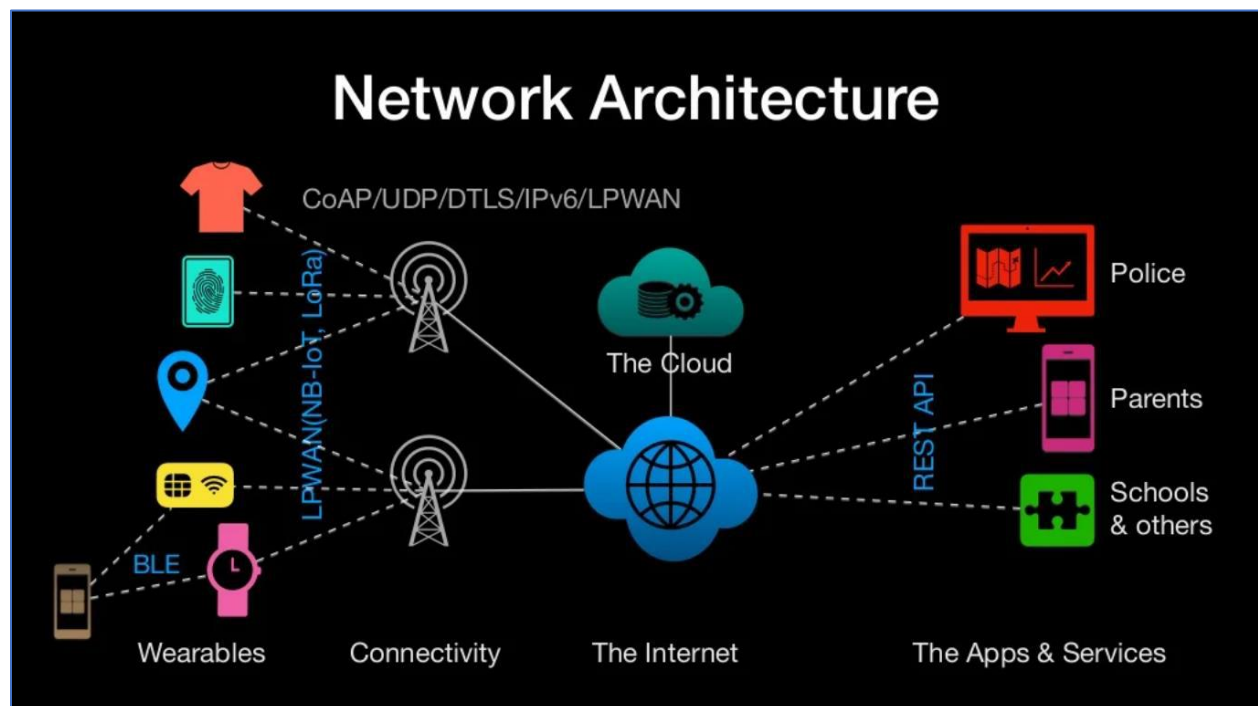 Network Architecture
CoAP/UDP/DTLS/IPv6/LPWAN
LPWAN(NB-IoT, LoRa)
The Cloud
REST API
Police
Parents
Schools
& others
BLE
Wearables
Connectivity
The Internet
The Apps & Services